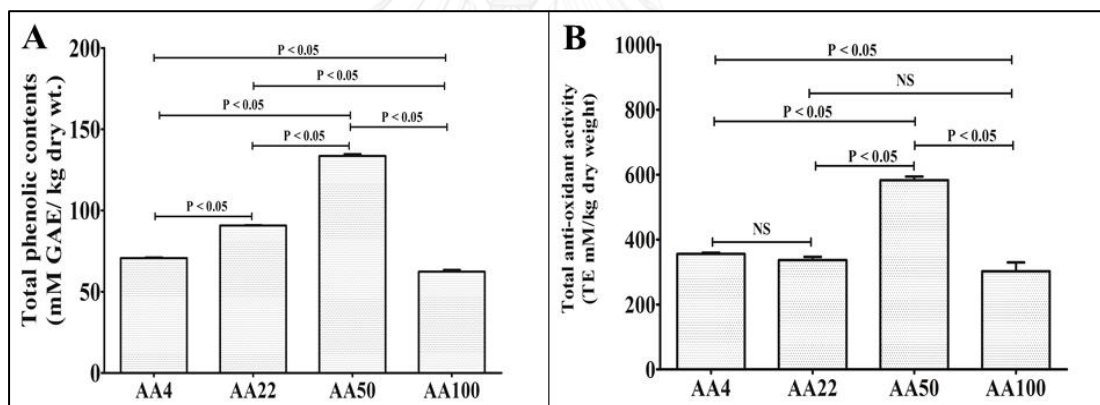 A
Total phenolic contents
(mM GAE/ kg dry wt.)
200
150
100
50
0
P < 0.05
P < 0.05
P < 0.05
P < 0.05
P < 0.05
P < 0.05
AA4 AA22 AA50 AA100
B
Total anti-oxidant activity
(TE mM/kg dry weight)
1000
800
600
400
200
0
P < 0.05
NS
P < 0.05
P < 0.05
P < 0.05
NS
AA4 AA22 AA50 AA100